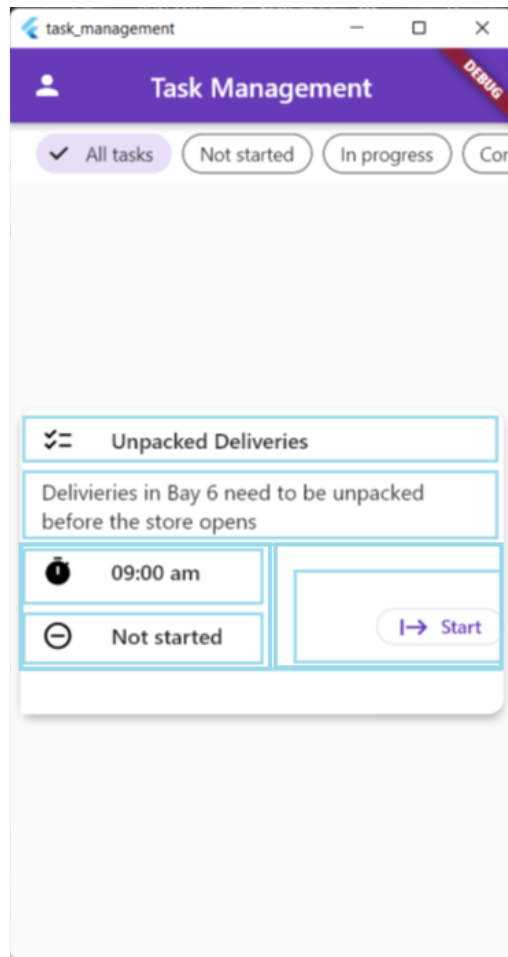 task_management
Task Management
DEBUG
All tasks
Not started
In progress
Cor
Unpacked Deliveries
Delivieries in Bay 6 need to be unpacked
before the store opens
09:00 am
Not started
Start